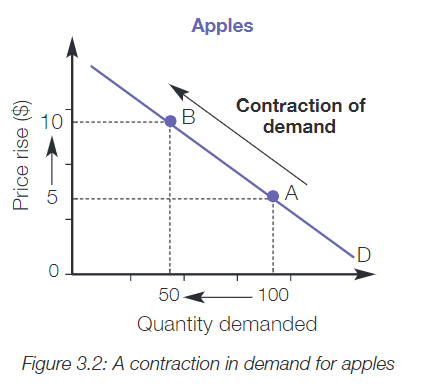 Apples
Price rise ($)
10
5
0
B
A
Contraction of
demand
D
50
100
Quantity demanded
Figure 3.2: A contraction in demand for apples